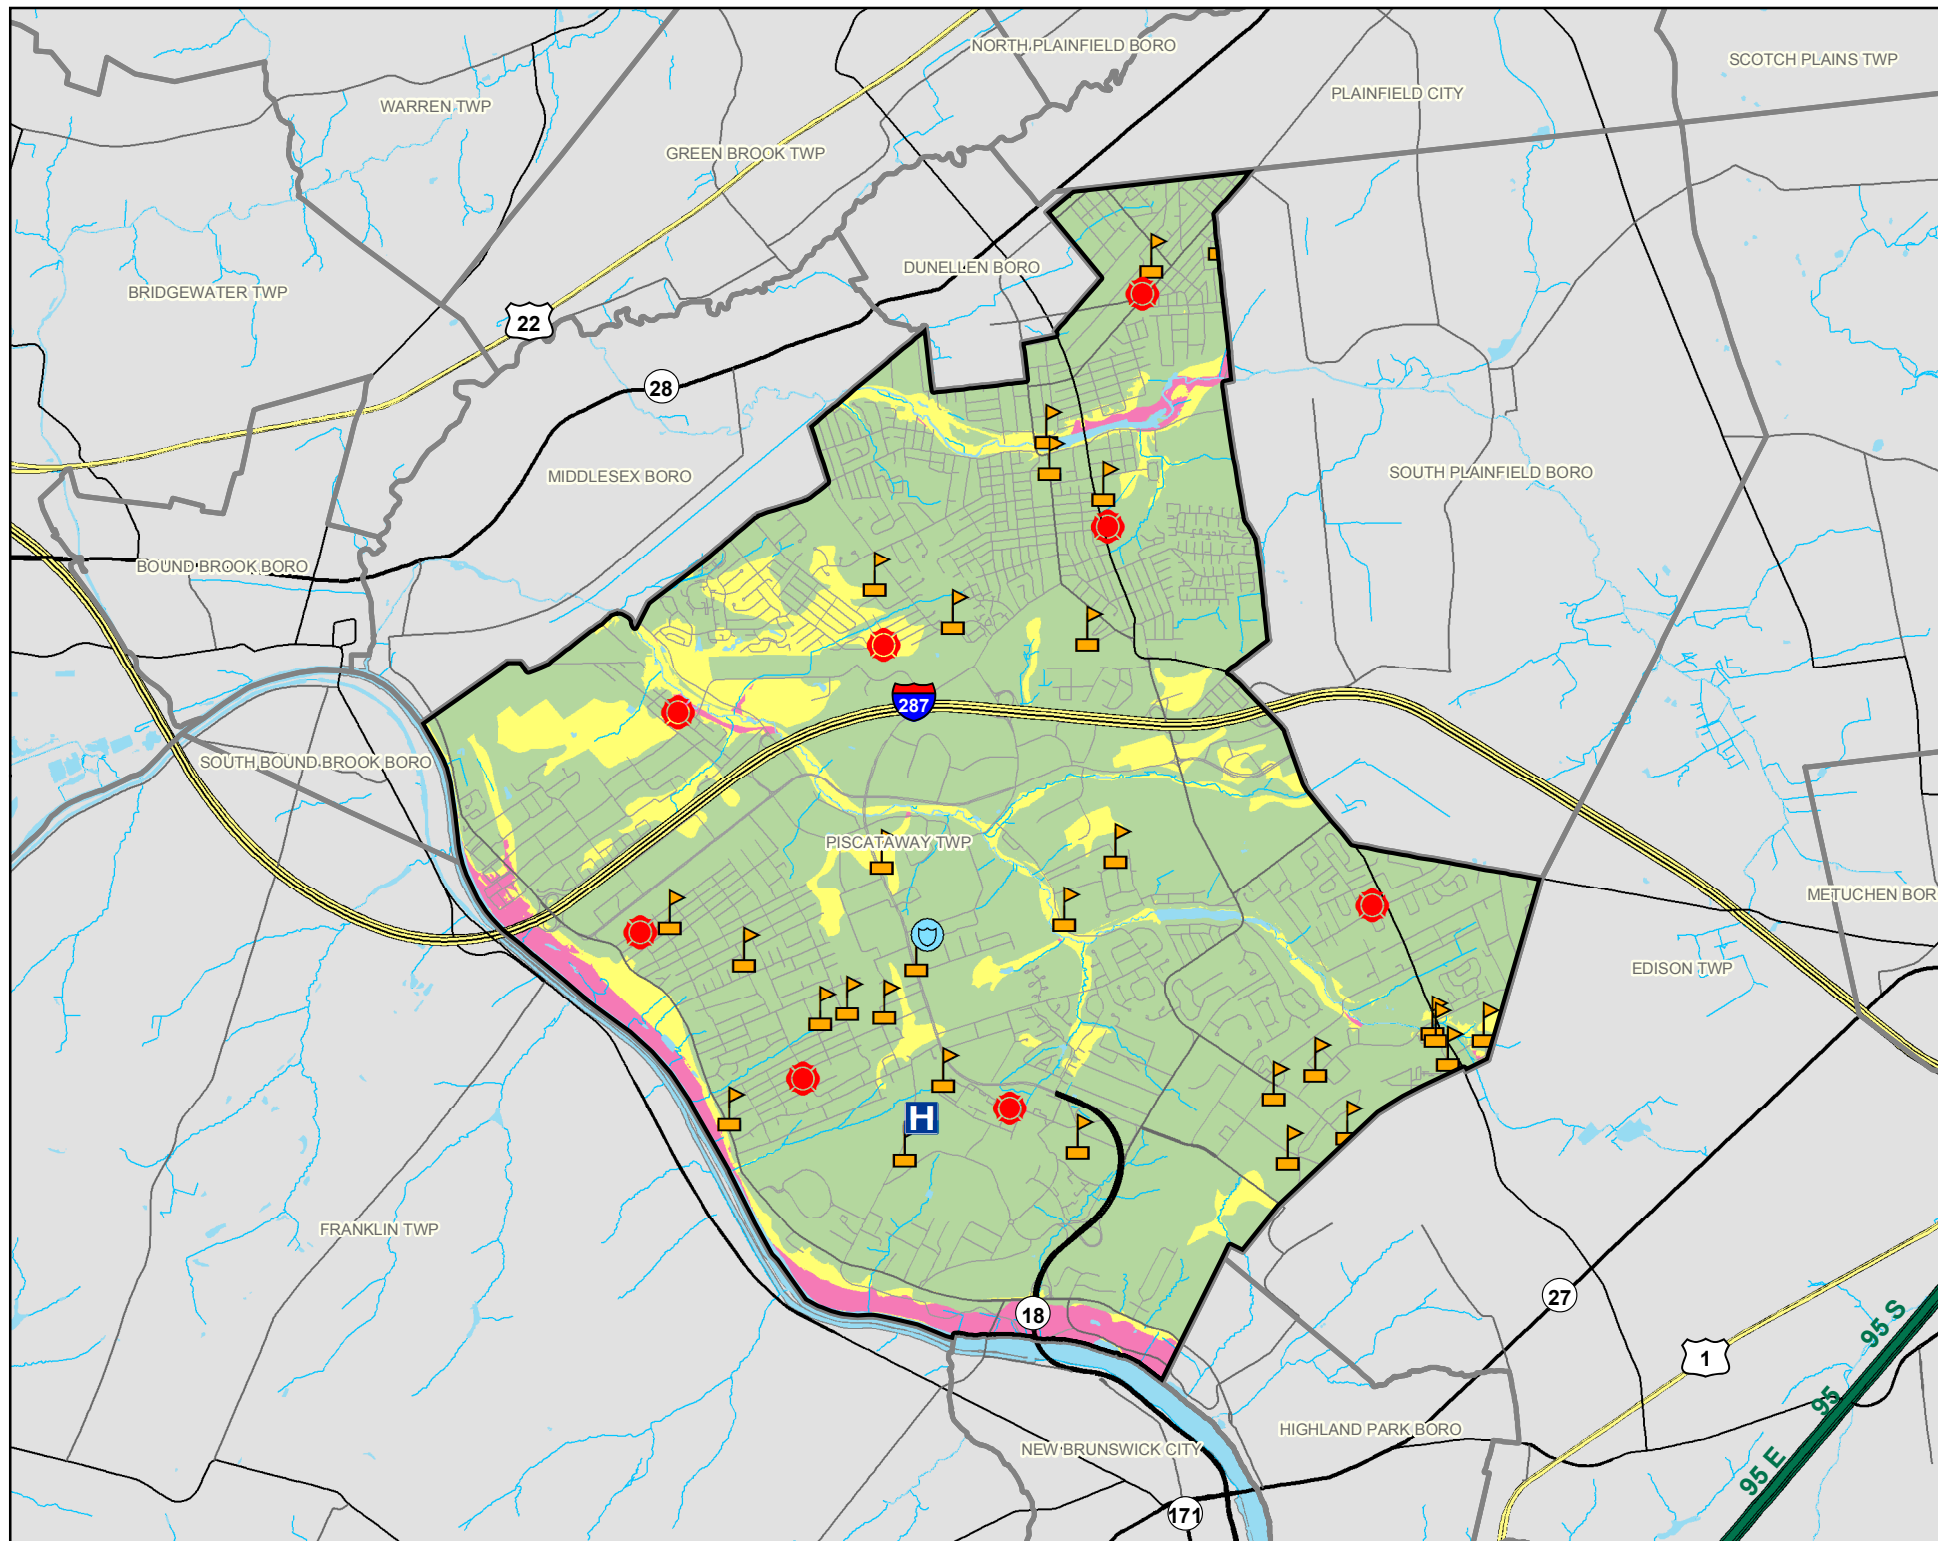 NORTH PLAINFIELD BORO
SCOTCH PLAINS TWP
PLAINFIELD CITY
WARREN TWP
GREEN BROOK TWP
DUNELLEN BORO
BRIDGEWATER TWP
22
28
SOUTH PLAINFIELD BORO
MIDDLESEX BORO
BOUND BROOK BORO
287
SOUTH BOUND BROOK BORO
PISCATAWAY TWP
METUCHEN BOR
EDISON TWP
H
FRANKLIN TWP
27
18
95 S
1
95
HIGHLAND PARK BORO
NEW BRUNSWICK CITY
95 E
171